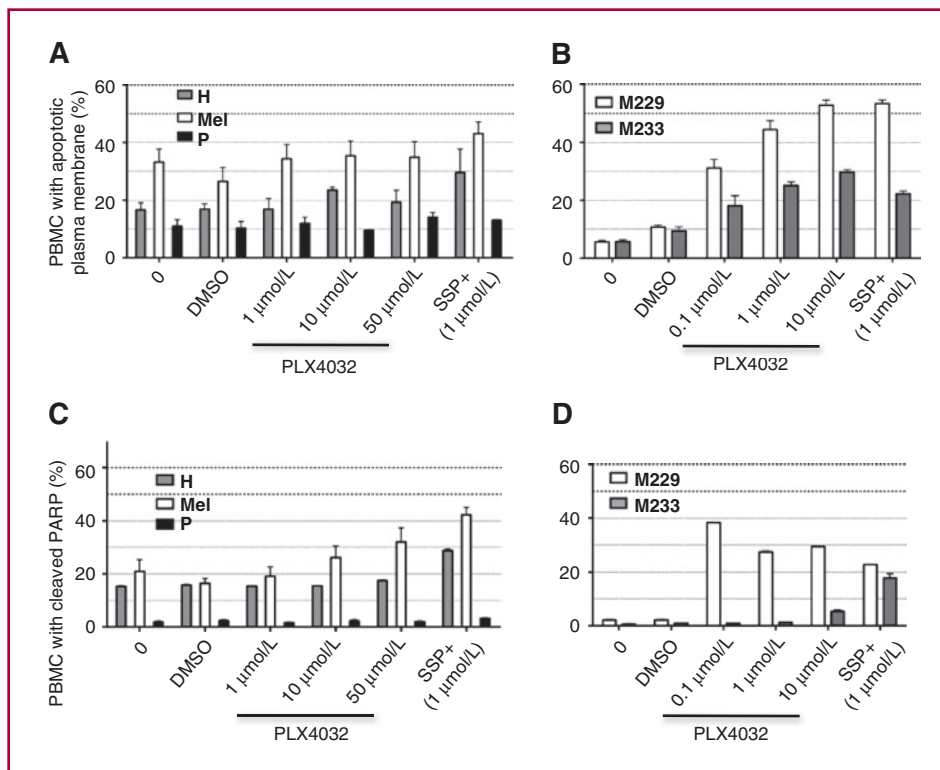 A
PBMC with apoptotic
plasma membrane (%)
60
40
20
0
H
Mel
P
0
DMSO
1 µmol/L
10 µmol/L
50 µmol/L
SSP+
(1 µmol/L)
PLX4032
B
60
40
20
0
M229
M233
0
DMSO
0.1 µmol/L
1 µmol/L
10 µmol/L
SSP+
(1 µmol/L)
PLX4032
C
PBMC with cleaved PARP (%)
60
40
20
0
H
Mel
P
0
DMSO
1 µmol/L
10 µmol/L
50 µmol/L
SSP+
(1 µmol/L)
PLX4032
D
60
40
20
0
M229
M233
0
DMSO
0.1 µmol/L
1 µmol/L
10 µmol/L
SSP+
(1 µmol/L)
PLX4032